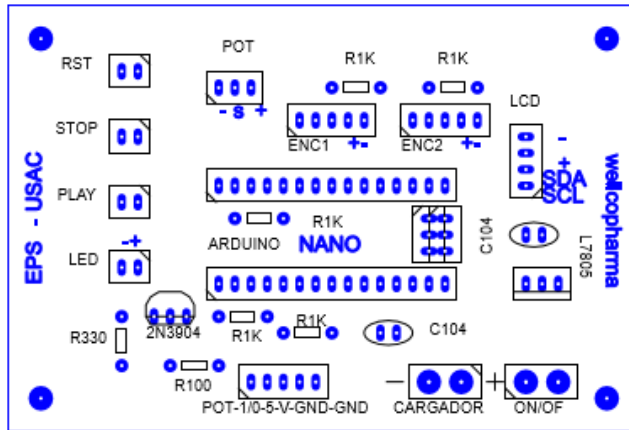 RST
POT
R1K
R1K
- S +
LCD
STOP
ENC1
+-
ENC2
+-
-
+
SDA
SCL
EPS - USAC
wellcopharma
PLAY
R1K
ARDUINO
NANO
C104
-+
LED
L7805
R330
2N3904
R1K
R1K
C104
R100
POT-1/0-5-V-GND-GND
-
CARGADOR
+
ON/OF